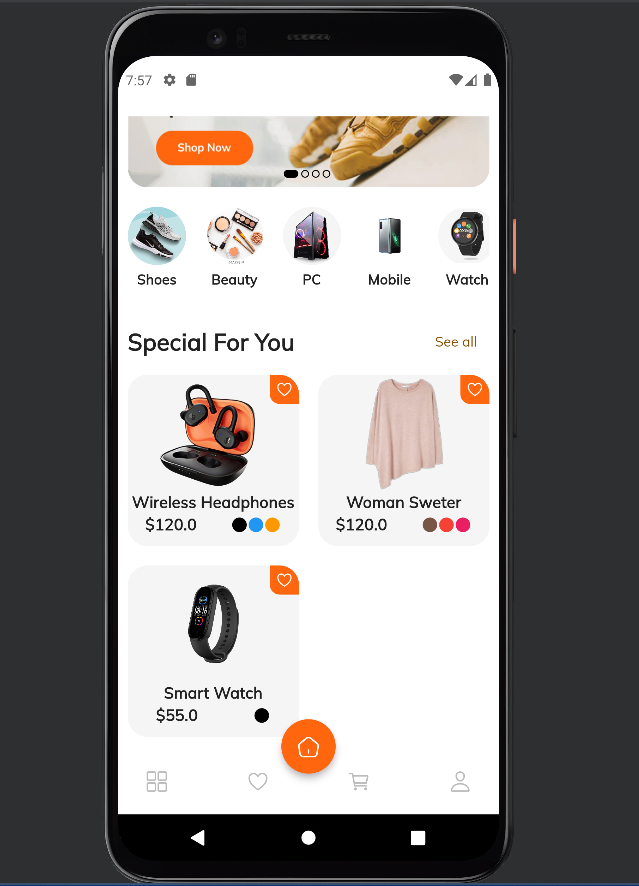 7:57
Shop Now
Shoes
Beauty
PC
Mobile
Watch
Special For You
See all
Wireless Headphones
$120.0
Woman Sweter
$120.0
Smart Watch
$55.0